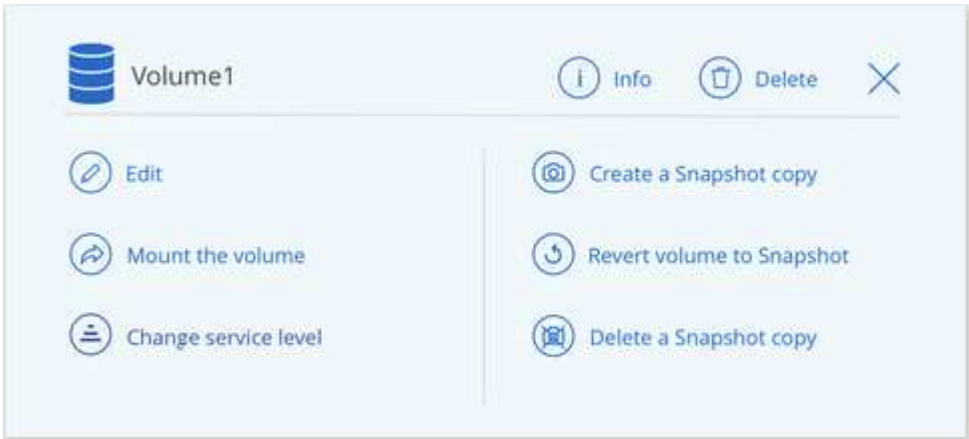 Volume1
Info
Delete
Edit
Mount the volume
Change service level
Create a Snapshot copy
Revert volume to Snapshot
Delete a Snapshot copy